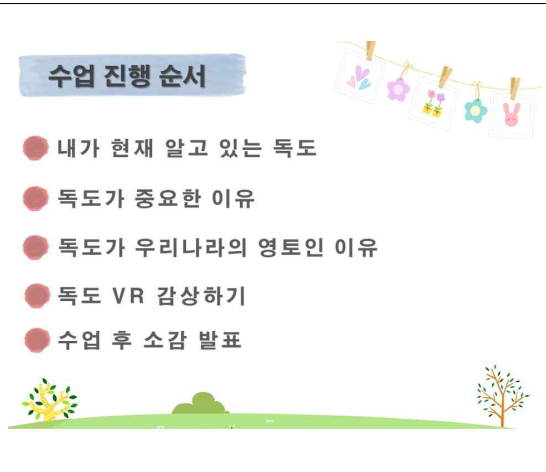 수업 진행 순서
내가 현재 알고 있는 독도
독도가 중요한 이유
독도가 우리나라의 영토인 이유
독도 VR 감상하기
수업 후 소감 발표